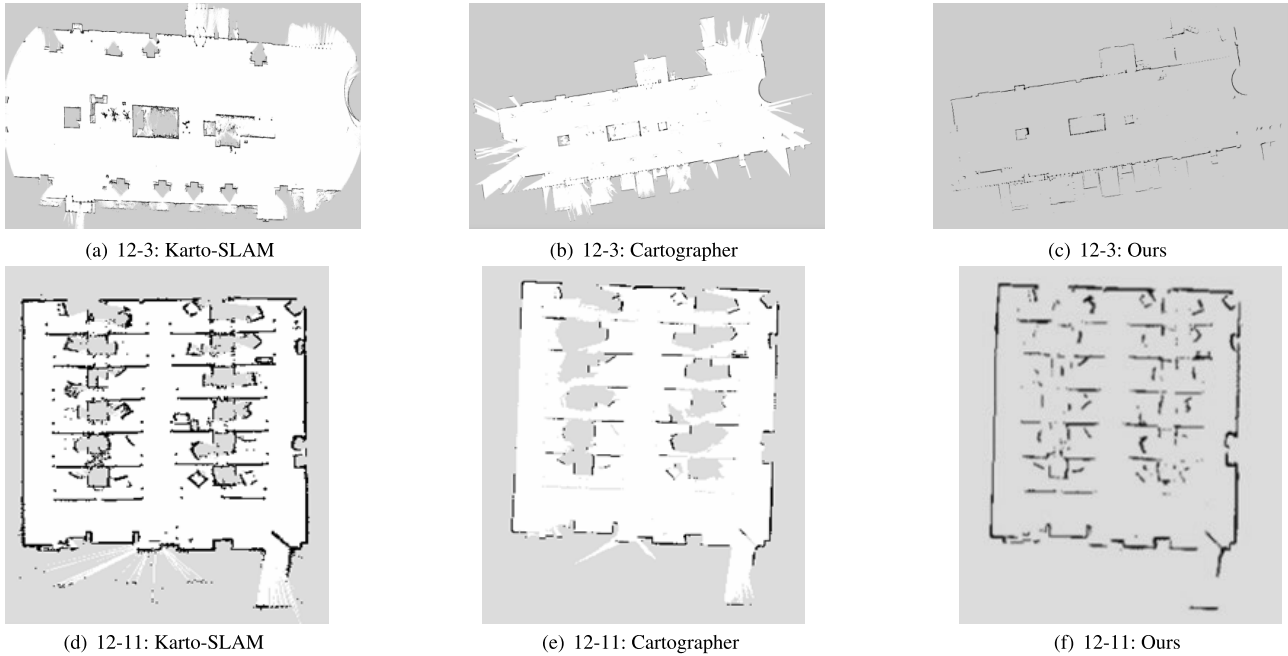 (a) 12-3: Karto-SLAM
(b) 12-3: Cartographer
(c) 12-3: Ours
(d) 12-11: Karto-SLAM
(e) 12-11: Cartographer
(f) 12-11: Ours